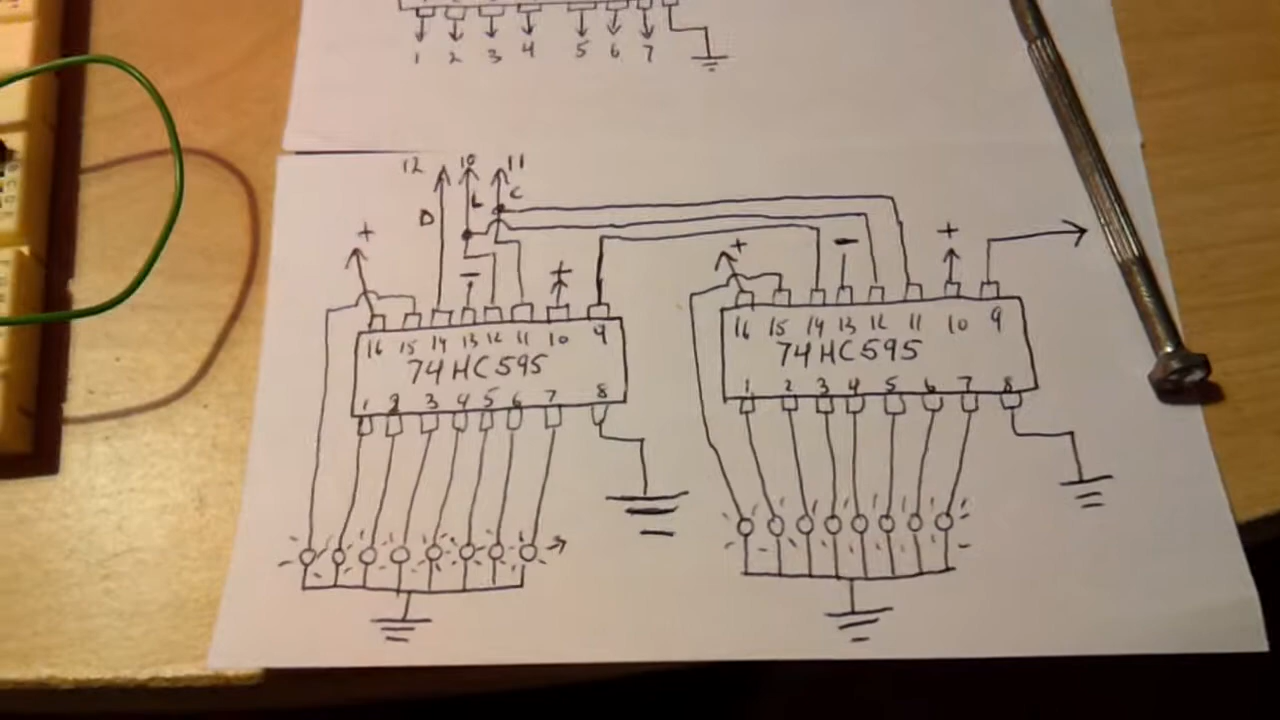 1 2 3 4 5 6 7
12 10 11
D L C
+ − + + − +
16 15 14 13 12 11 10 9
74HC595
1 2 3 4 5 6 7 8
16 15 14 13 12 11 10 9
74HC595
1 2 3 4 5 6 7 8